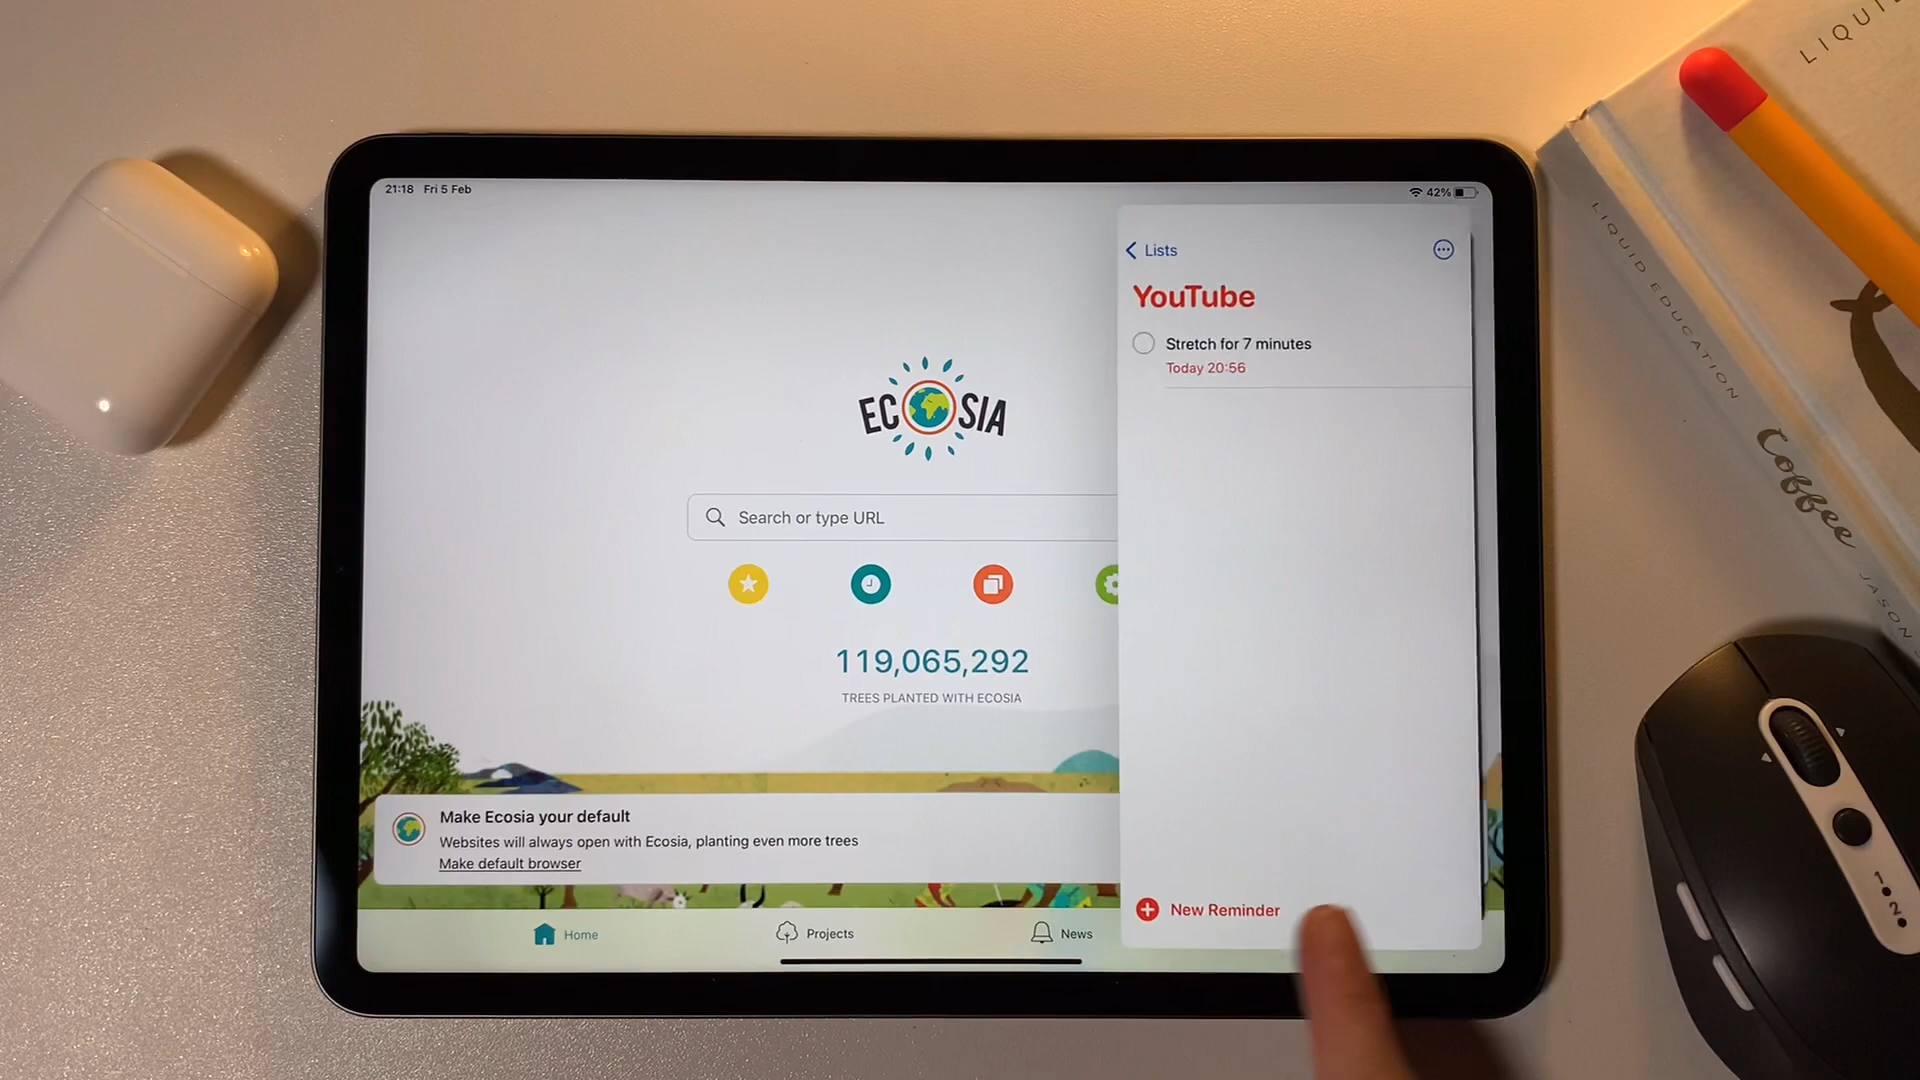 21:18 Fri 5 Feb
42%
ECOSIA
Search or type URL
119,065,292
TREES PLANTED WITH ECOSIA
Make Ecosia your default
Websites will always open with Ecosia, planting even more trees
Make default browser
Home
Projects
News
Lists
YouTube
Stretch for 7 minutes
Today 20:56
New Reminder
LIQUID EDUCATION
Coffee
JASON
1
2